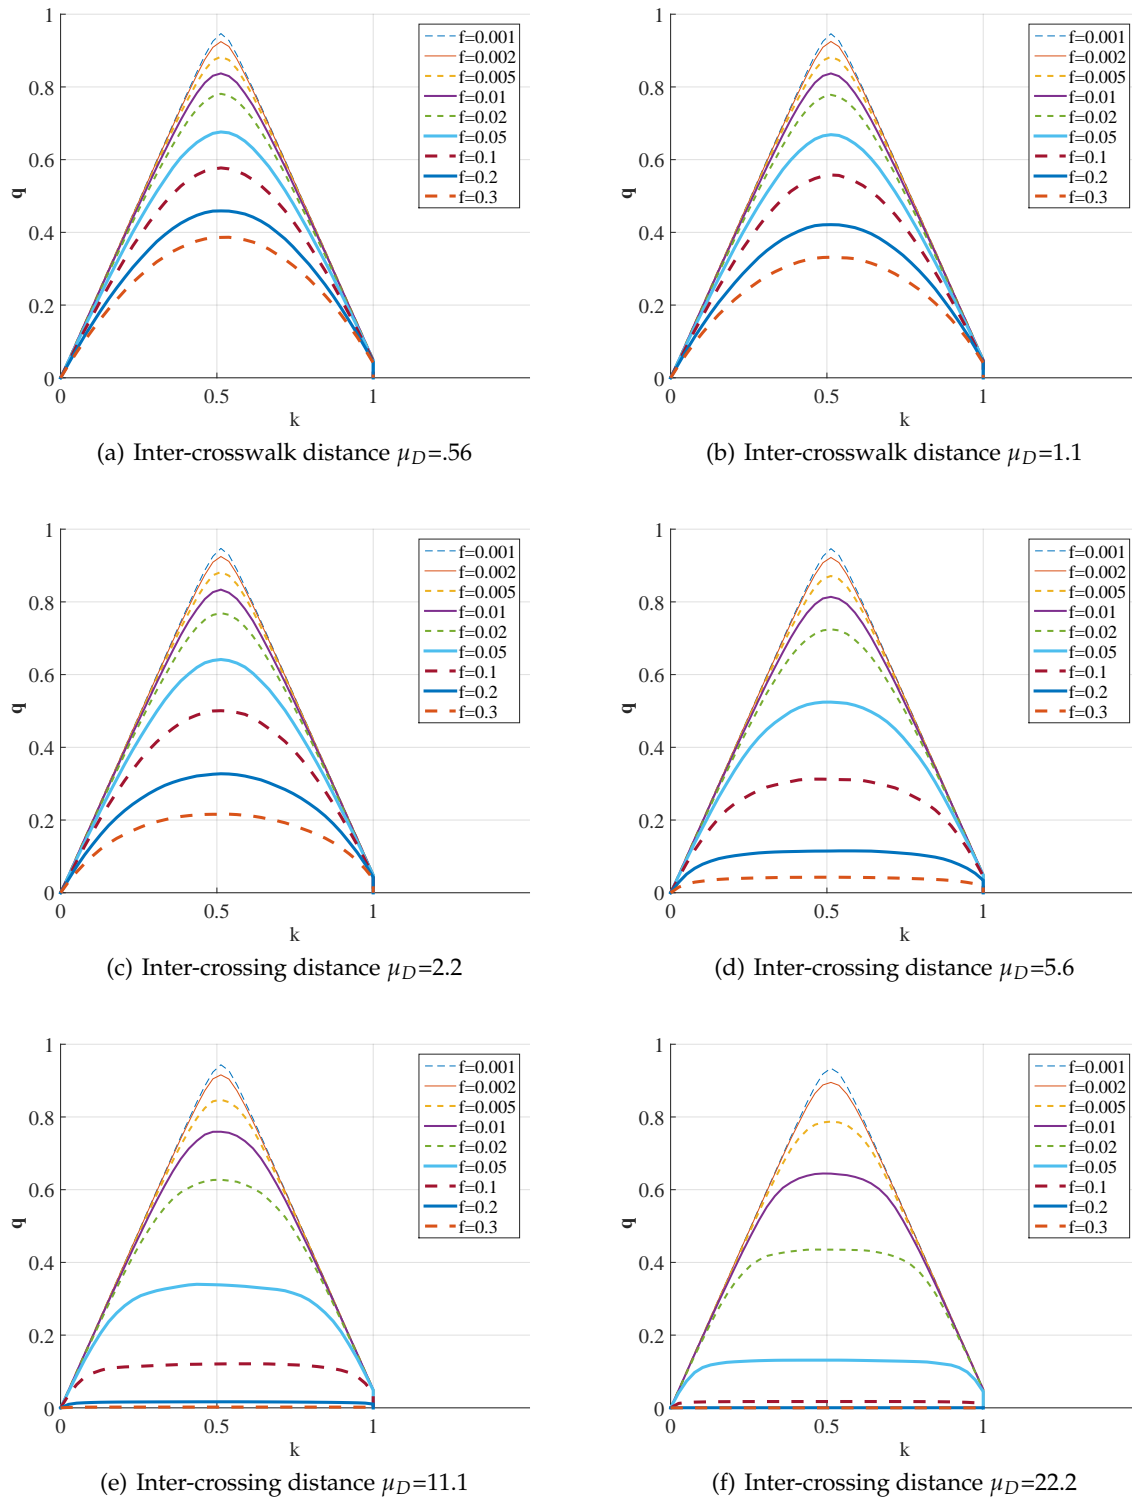 1
0.8
0.6
0.4
0.2
0
q
0
0.5
1
k
f=0.001
f=0.002
f=0.005
f=0.01
f=0.02
f=0.05
f=0.1
f=0.2
f=0.3
(a) Inter-crosswalk distance μD=.56
1
0.8
0.6
0.4
0.2
0
q
0
0.5
1
k
f=0.001
f=0.002
f=0.005
f=0.01
f=0.02
f=0.05
f=0.1
f=0.2
f=0.3
(b) Inter-crosswalk distance μD=1.1
1
0.8
0.6
0.4
0.2
0
q
0
0.5
1
k
f=0.001
f=0.002
f=0.005
f=0.01
f=0.02
f=0.05
f=0.1
f=0.2
f=0.3
(c) Inter-crossing distance μD=2.2
1
0.8
0.6
0.4
0.2
0
q
0
0.5
1
k
f=0.001
f=0.002
f=0.005
f=0.01
f=0.02
f=0.05
f=0.1
f=0.2
f=0.3
(d) Inter-crossing distance μD=5.6
1
0.8
0.6
0.4
0.2
0
q
0
0.5
1
k
f=0.001
f=0.002
f=0.005
f=0.01
f=0.02
f=0.05
f=0.1
f=0.2
f=0.3
(e) Inter-crossing distance μD=11.1
1
0.8
0.6
0.4
0.2
0
q
0
0.5
1
k
f=0.001
f=0.002
f=0.005
f=0.01
f=0.02
f=0.05
f=0.1
f=0.2
f=0.3
(f) Inter-crossing distance μD=22.2